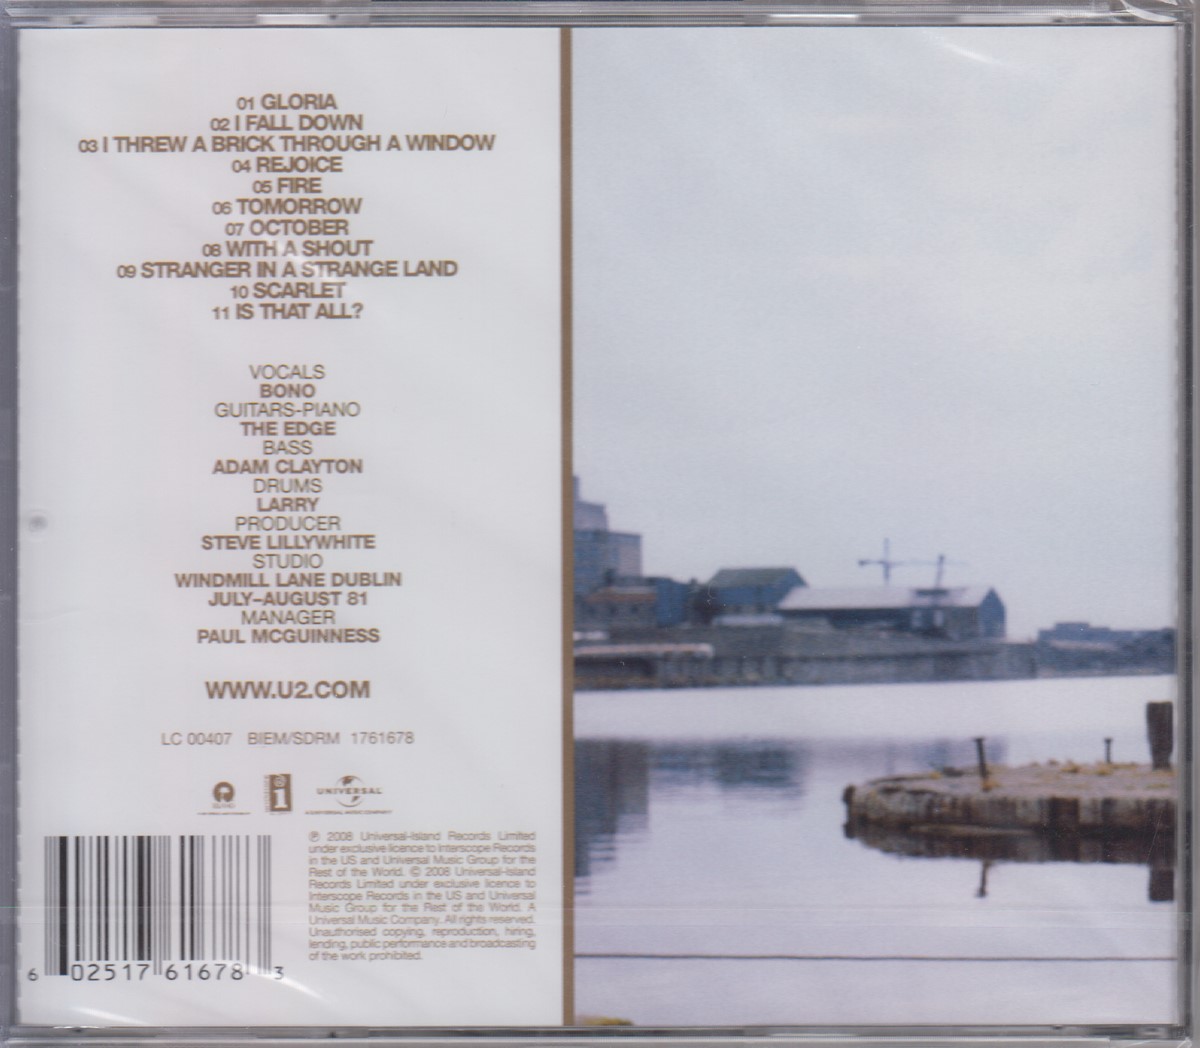 01 GLORIA
02 I FALL DOWN
03 I THREW A BRICK THROUGH A WINDOW
04 REJOICE
05 FIRE
06 TOMORROW
07 OCTOBER
08 WITH A SHOUT
09 STRANGER IN A STRANGE LAND
10 SCARLET
11 IS THAT ALL?
VOCALS
BONO
GUITARS-PIANO
THE EDGE
BASS
ADAM CLAYTON
DRUMS
LARRY
PRODUCER
STEVE LILLYWHITE
STUDIO
WINDMILL LANE DUBLIN
JULY–AUGUST 81
MANAGER
PAUL MCGUINNESS
WWW.U2.COM
LC 00407 BIEM/SDRM 1761678
UNIVERSAL
℗ 2008 Universal-Island Records Limited
under exclusive licence to Interscope Records
in the US and Universal Music Group for the
Rest of the World. © 2008 Universal-Island
Records Limited under exclusive licence to
Interscope Records in the US and Universal
Music Group for the Rest of the World. A
Universal Music Company. All rights reserved.
Unauthorised copying, reproduction, hiring,
lending, public performance and broadcasting
of the work prohibited.
6 02517 61678 3